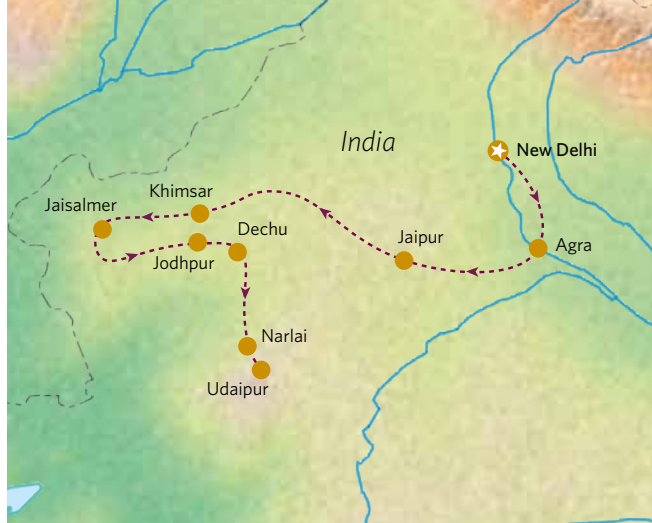 India
New Delhi
Khimsar
Jaisalmer
Dechu
Jaipur
Agra
Jodhpur
Narlai
Udaipur